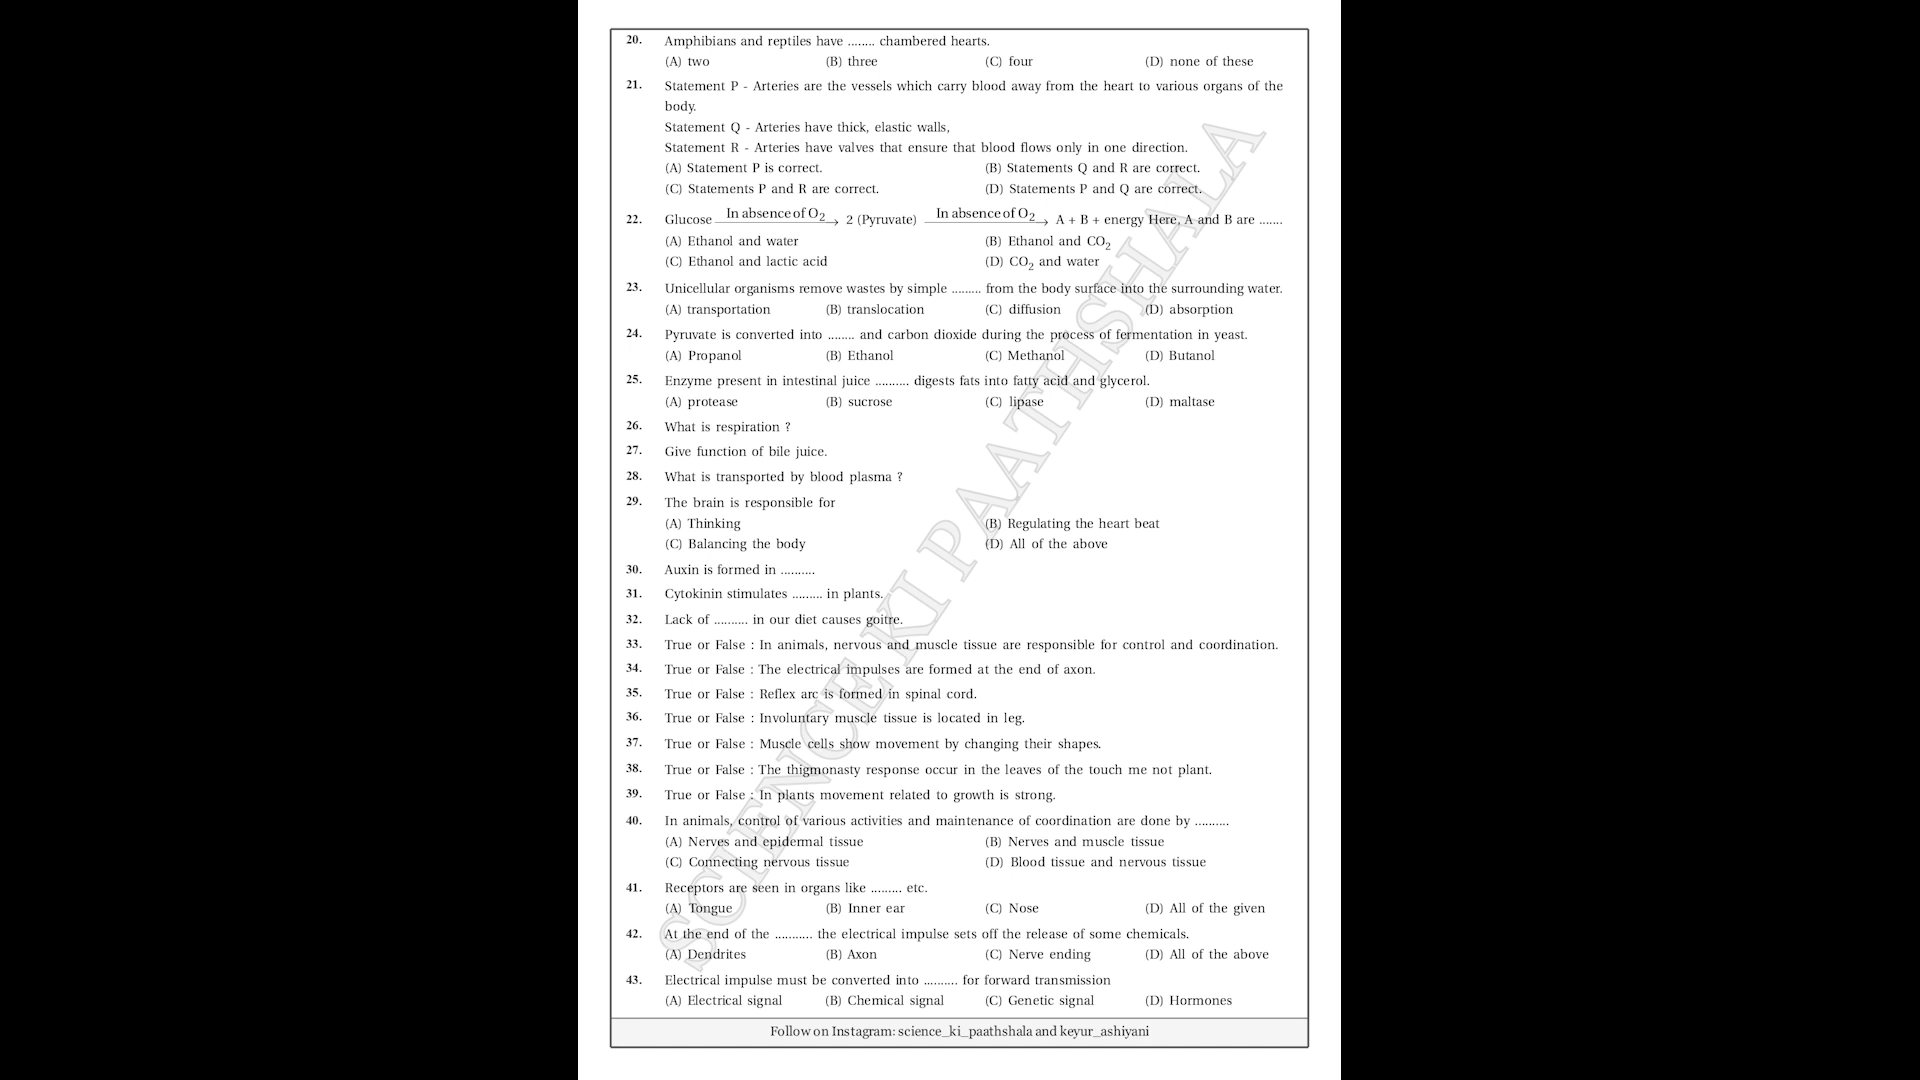 20. Amphibians and reptiles have ........ chambered hearts.
(A) two (B) three (C) four (D) none of these
21. Statement P - Arteries are the vessels which carry blood away from the heart to various organs of the
body.
Statement Q - Arteries have thick, elastic walls,
Statement R - Arteries have valves that ensure that blood flows only in one direction.
(A) Statement P is correct. (B) Statements Q and R are correct.
(C) Statements P and R are correct. (D) Statements P and Q are correct.
22. Glucose In absence of O2 → 2 (Pyruvate) In absence of O2 → A + B + energy Here, A and B are .......
(A) Ethanol and water (B) Ethanol and CO2
(C) Ethanol and lactic acid (D) CO2 and water
23. Unicellular organisms remove wastes by simple ......... from the body surface into the surrounding water.
(A) transportation (B) translocation (C) diffusion (D) absorption
24. Pyruvate is converted into ........ and carbon dioxide during the process of fermentation in yeast.
(A) Propanol (B) Ethanol (C) Methanol (D) Butanol
25. Enzyme present in intestinal juice .......... digests fats into fatty acid and glycerol.
(A) protease (B) sucrose (C) lipase (D) maltase
26. What is respiration ?
27. Give function of bile juice.
28. What is transported by blood plasma ?
29. The brain is responsible for
(A) Thinking (B) Regulating the heart beat
(C) Balancing the body (D) All of the above
30. Auxin is formed in ..........
31. Cytokinin stimulates ......... in plants.
32. Lack of .......... in our diet causes goitre.
33. True or False : In animals, nervous and muscle tissue are responsible for control and coordination.
34. True or False : The electrical impulses are formed at the end of axon.
35. True or False : Reflex arc is formed in spinal cord.
36. True or False : Involuntary muscle tissue is located in leg.
37. True or False : Muscle cells show movement by changing their shapes.
38. True or False : The thigmonasty response occur in the leaves of the touch me not plant.
39. True or False : In plants movement related to growth is strong.
40. In animals, control of various activities and maintenance of coordination are done by ..........
(A) Nerves and epidermal tissue (B) Nerves and muscle tissue
(C) Connecting nervous tissue (D) Blood tissue and nervous tissue
41. Receptors are seen in organs like ......... etc.
(A) Tongue (B) Inner ear (C) Nose (D) All of the given
42. At the end of the ........... the electrical impulse sets off the release of some chemicals.
(A) Dendrites (B) Axon (C) Nerve ending (D) All of the above
43. Electrical impulse must be converted into .......... for forward transmission
(A) Electrical signal (B) Chemical signal (C) Genetic signal (D) Hormones
Follow on Instagram: science_ki_paathshala and keyur_ashiyani
SCIENCE KI PAATHSHALA